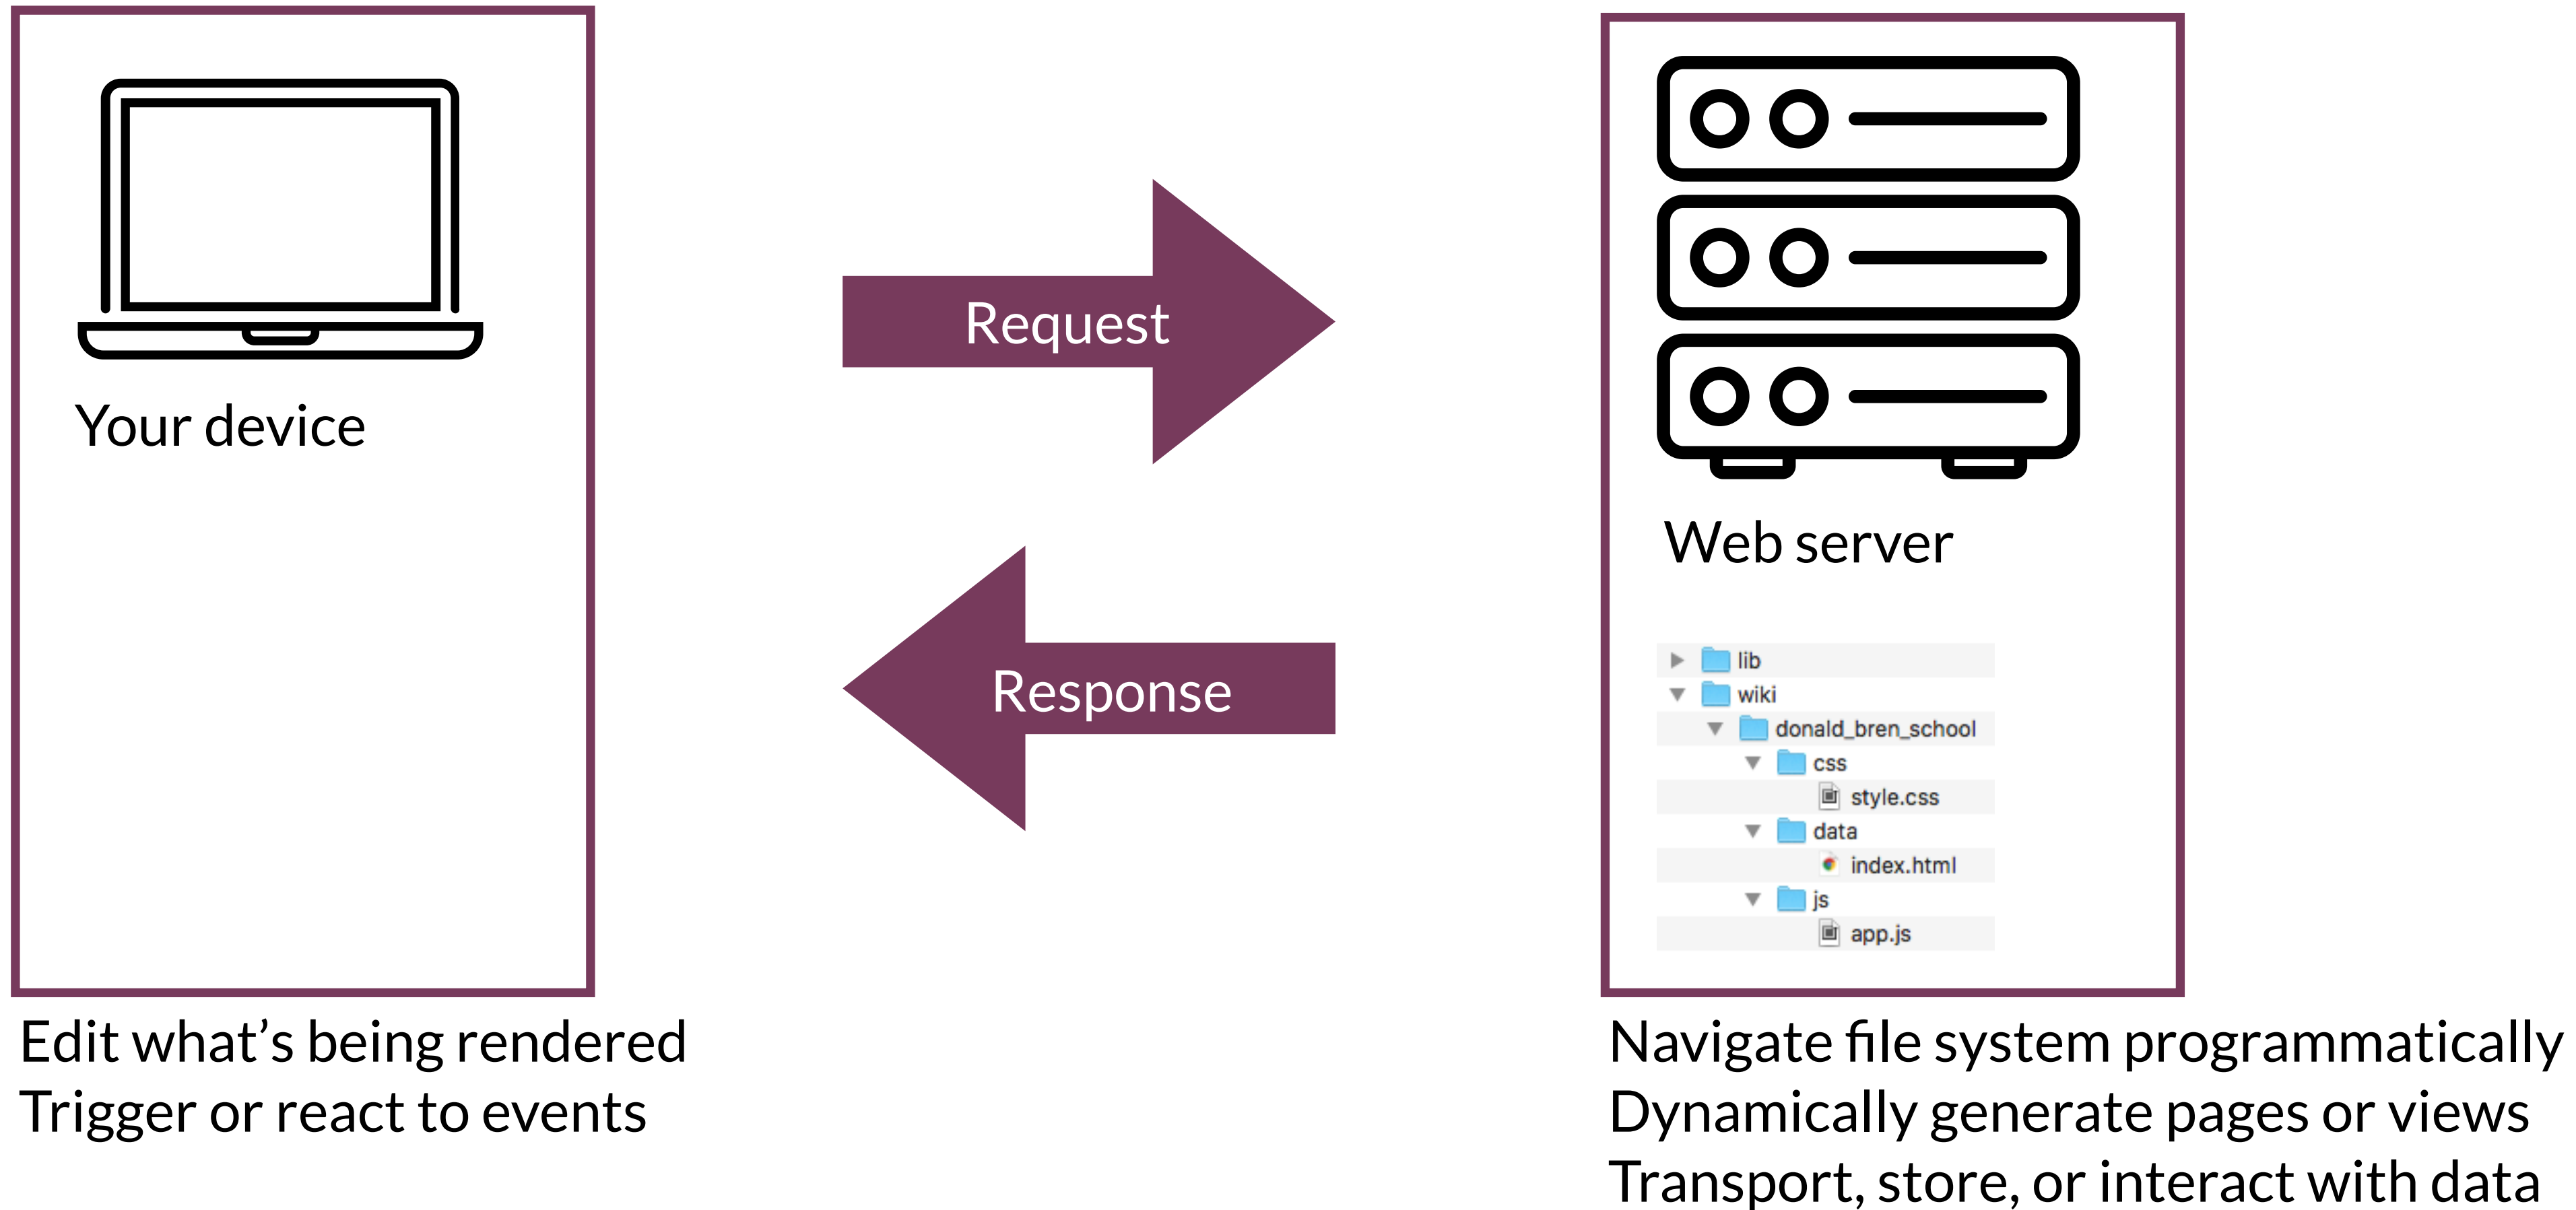 Your device
Request
Response
Web server
lib
wiki
donald_bren_school
css
style.css
data
index.html
js
app.js
Edit what’s being rendered
Trigger or react to events
Navigate file system programmatically
Dynamically generate pages or views
Transport, store, or interact with data